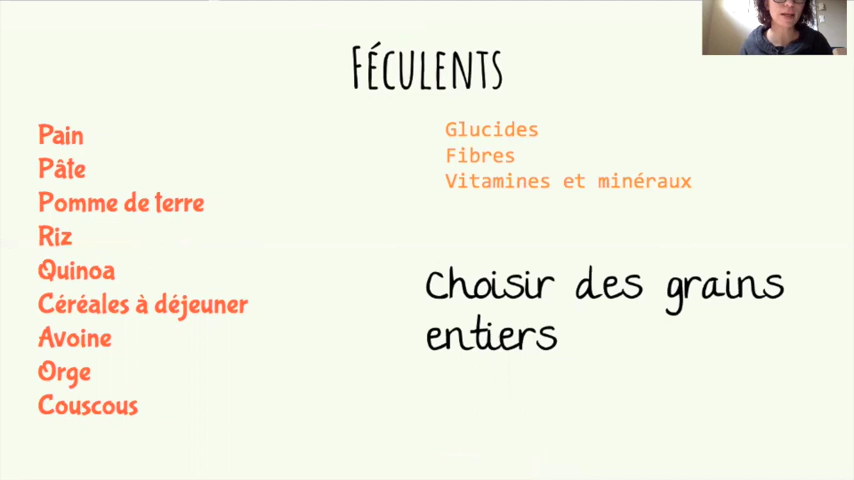 Féculents
Pain
Pâte
Pomme de terre
Riz
Quinoa
Céréales à déjeuner
Avoine
Orge
Couscous
Glucides
Fibres
Vitamines et minéraux
Choisir des grains
entiers